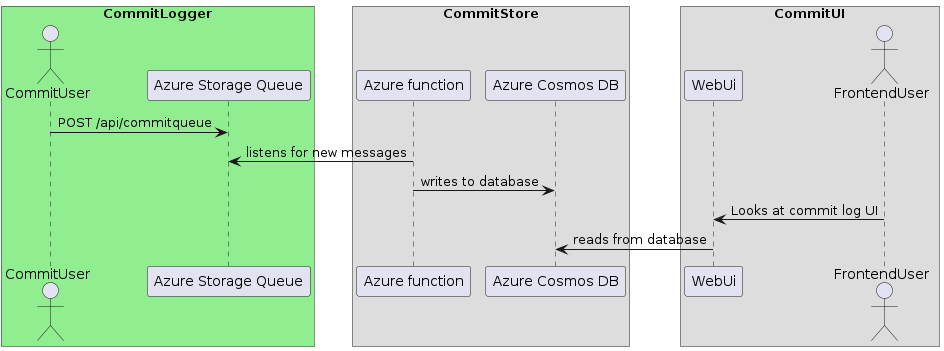 CommitLogger
CommitStore
CommitUI
CommitUser
Azure Storage Queue
Azure function
Azure Cosmos DB
WebUi
FrontendUser
POST /api/commitqueue
listens for new messages
writes to database
Looks at commit log UI
reads from database
CommitUser
Azure Storage Queue
Azure function
Azure Cosmos DB
WebUi
FrontendUser